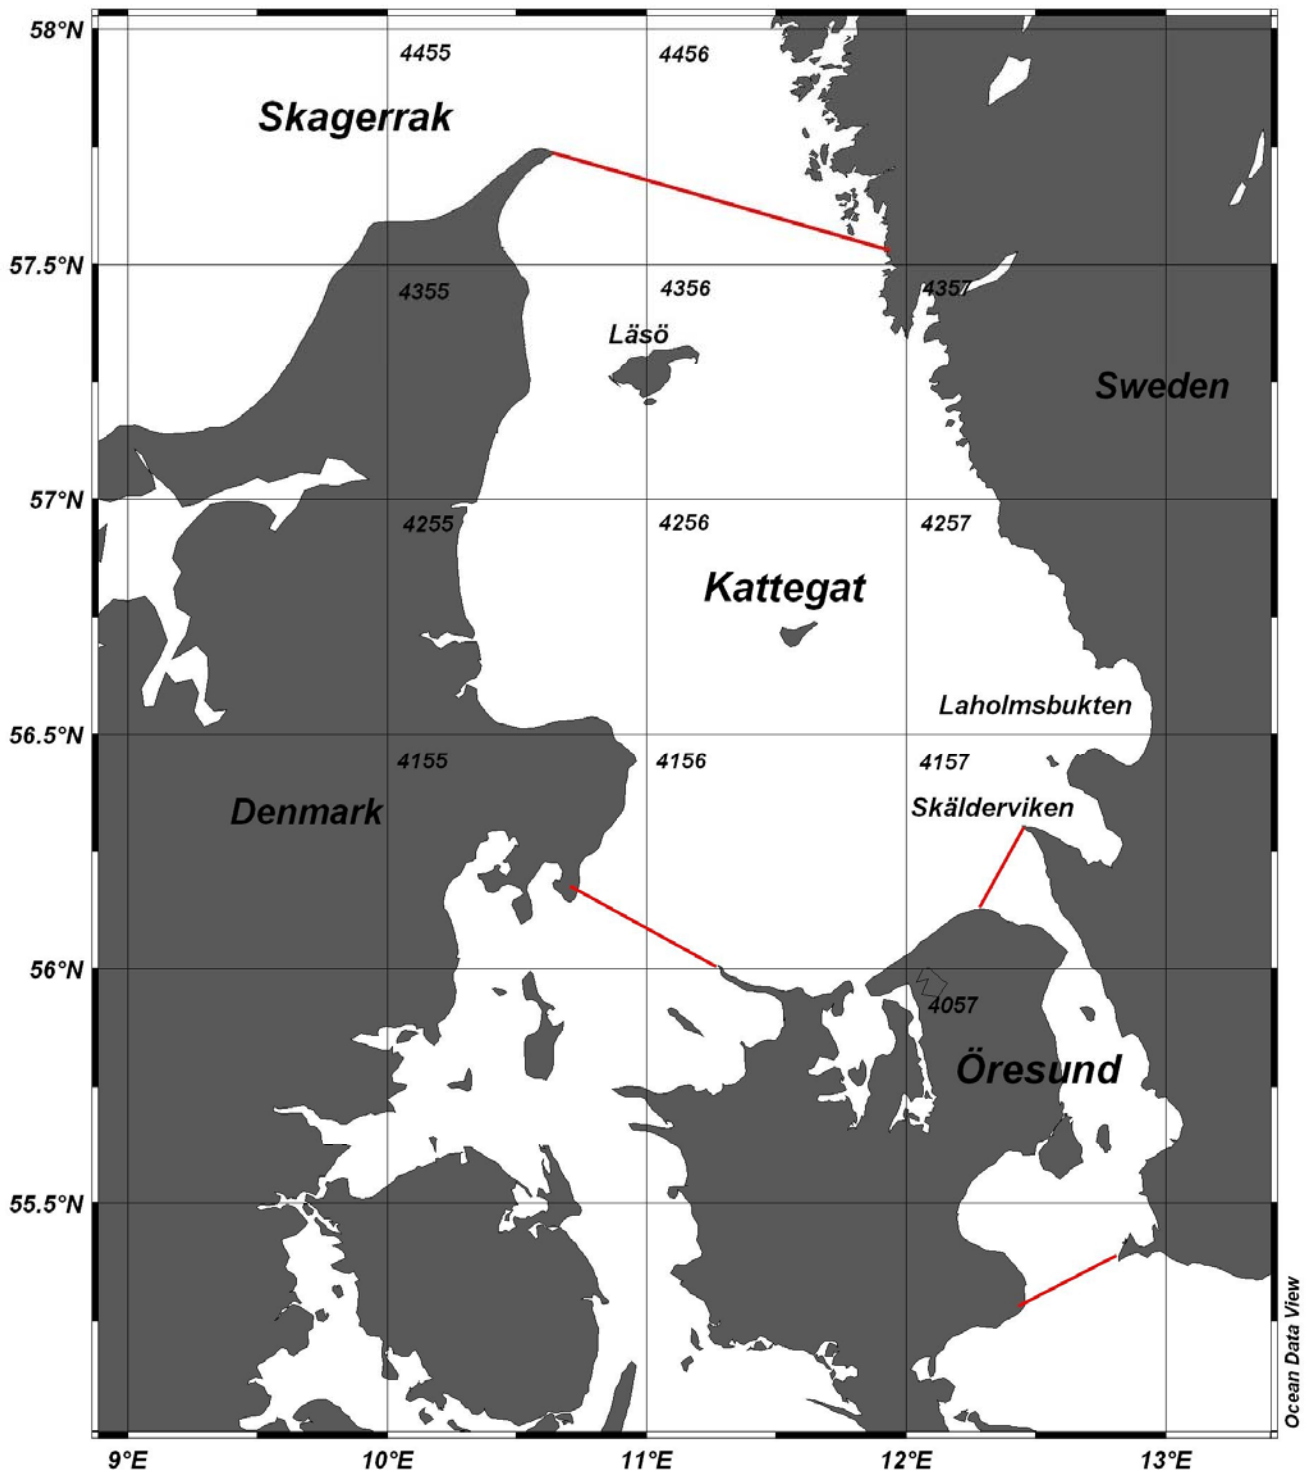 58°N
4455
4456
Skagerrak
57.5°N
4355
4356
4357
Läsö
Sweden
57°N
4255
4256
4257
Kattegat
Laholmsbukten
56.5°N
4155
4156
4157
Denmark
Skälderviken
56°N
4057
Öresund
55.5°N
Ocean Data View
9°E
10°E
11°E
12°E
13°E